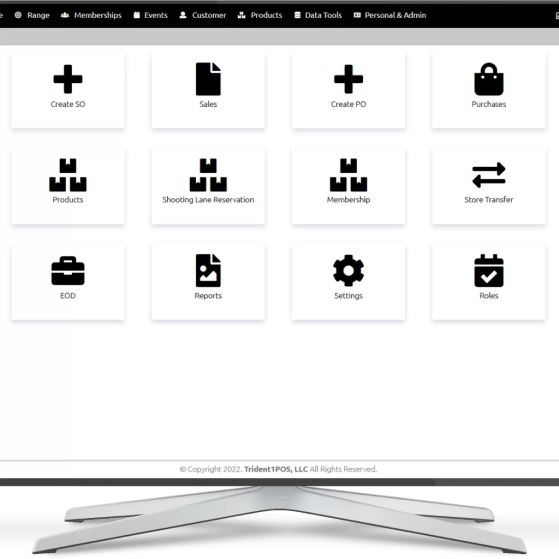 e Range Memberships Events Customer Products Data Tools Personal & Admin
Create SO Sales Create PO Purchases
Products Shooting Lane Reservation Membership Store Transfer
EOD Reports Settings Roles
© Copyright 2022. Trident1POS, LLC All Rights Reserved.